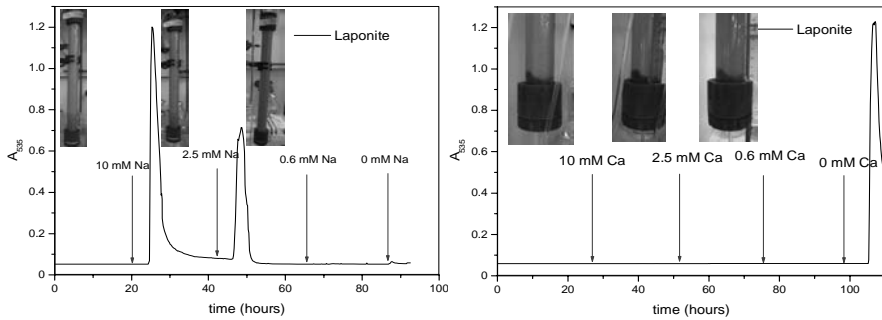 1.2
1.0
0.8
0.6
0.4
0.2
0
A535
0 20 40 60 80 100
time (hours)
Laponite
10 mM Na
2.5 mM Na
0.6 mM Na
0 mM Na
1.2
1.0
0.8
0.6
0.4
0.2
0
A535
0 20 40 60 80 100
time (hours)
Laponite
10 mM Ca
2.5 mM Ca
0.6 mM Ca
0 mM Ca